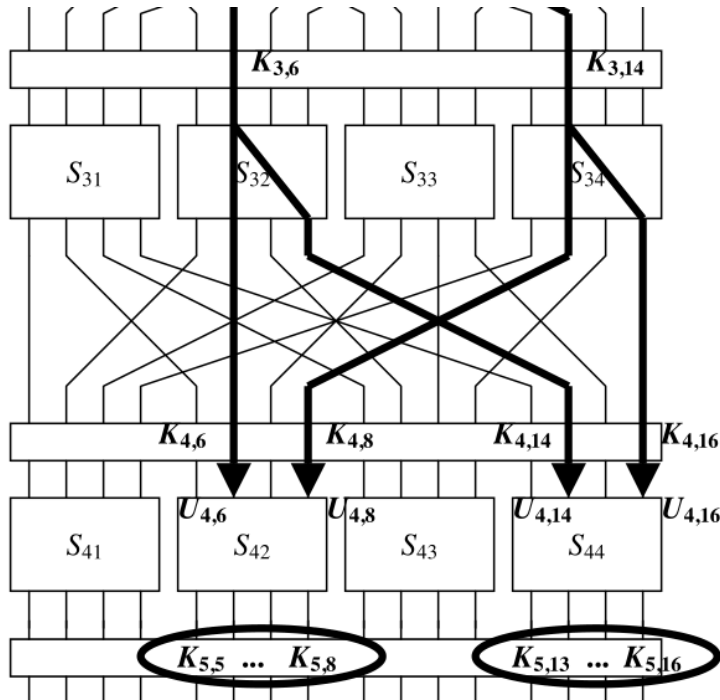 K3,6 K3,14
S31 S32 S33 S34
K4,6 K4,8 K4,14 K4,16
U4,6 U4,8 U4,14 U4,16
S41 S42 S43 S44
K5,5 ... K5,8 K5,13 ... K5,16